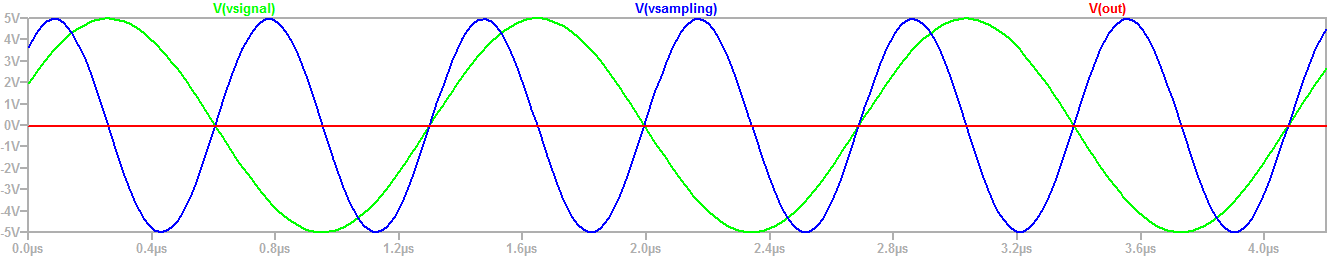 V(vsignal) V(vsampling) V(out)
5V
4V
3V
2V
1V
0V
-1V
-2V
-3V
-4V
-5V
0.0µs 0.4µs 0.8µs 1.2µs 1.6µs 2.0µs 2.4µs 2.8µs 3.2µs 3.6µs 4.0µs